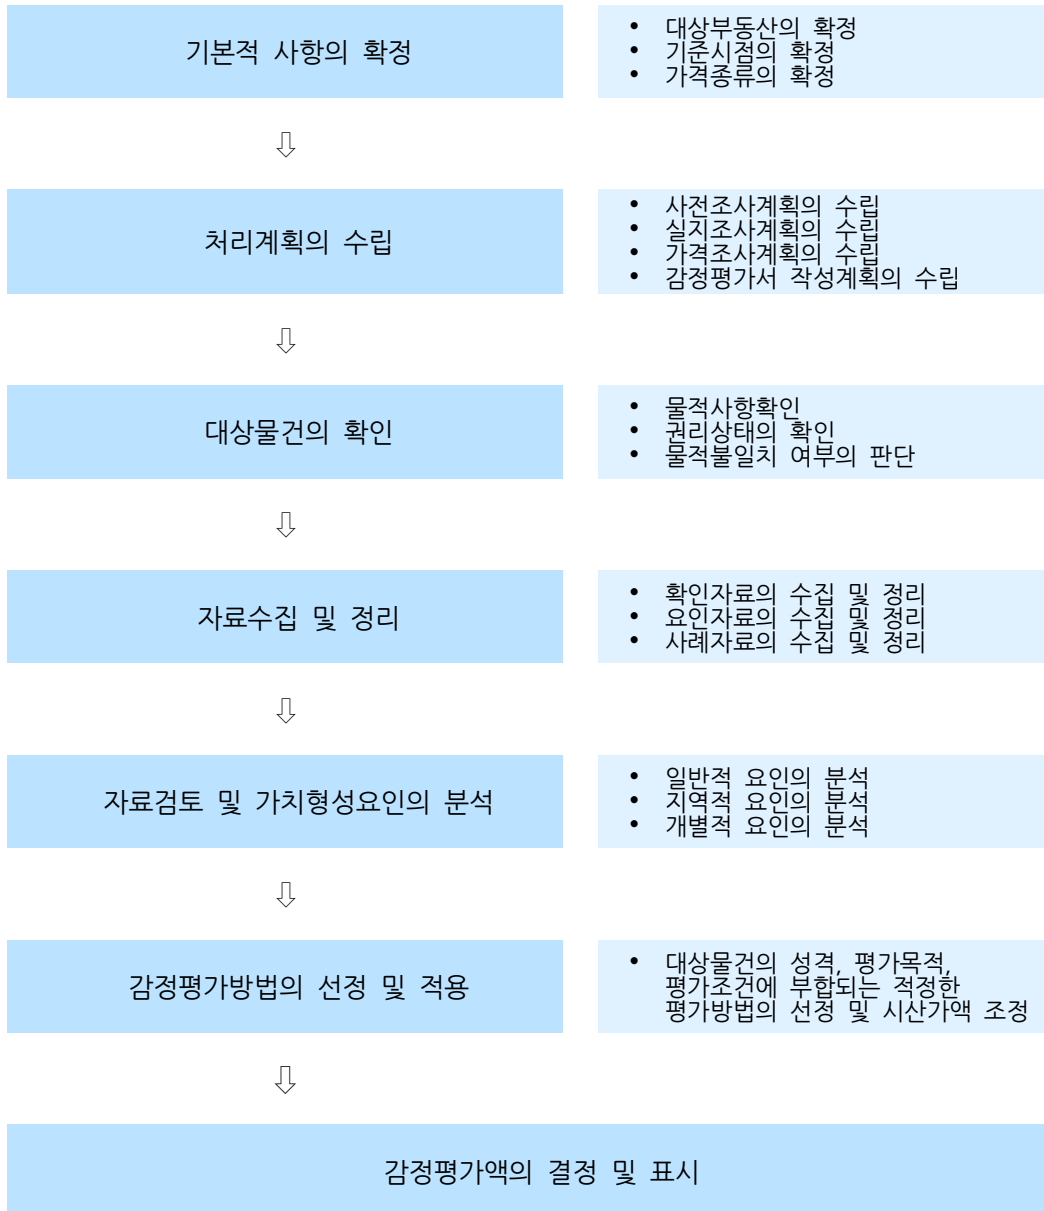 기본적 사항의 확정
• 대상부동산의 확정
• 기준시점의 확정
• 가격종류의 확정
⇩
처리계획의 수립
• 사전조사계획의 수립
• 실지조사계획의 수립
• 가격조사계획의 수립
• 감정평가서 작성계획의 수립
⇩
대상물건의 확인
• 물적사항확인
• 권리상태의 확인
• 물적불일치 여부의 판단
⇩
자료수집 및 정리
• 확인자료의 수집 및 정리
• 요인자료의 수집 및 정리
• 사례자료의 수집 및 정리
⇩
자료검토 및 가치형성요인의 분석
• 일반적 요인의 분석
• 지역적 요인의 분석
• 개별적 요인의 분석
⇩
감정평가방법의 선정 및 적용
• 대상물건의 성격, 평가목적,
평가조건에 부합되는 적정한
평가방법의 선정 및 시산가액 조정
⇩
감정평가액의 결정 및 표시